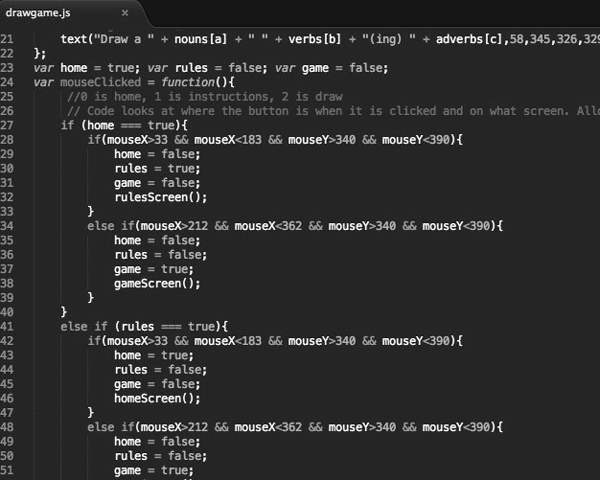 drawgame.js ×
21 text("Draw a " + nouns[a] + " " + verbs[b] + "(ing) " + adverbs[c],58,345,326,329
22 };
23 var home = true; var rules = false; var game = false;
24 var mouseClicked = function(){
25 //0 is home, 1 is instructions, 2 is draw
26 // Code looks at where the button is when it is clicked and on what screen. Allo
27 if (home === true){
28 if(mouseX>33 && mouseX<183 && mouseY>340 && mouseY<390){
29 home = false;
30 rules = true;
31 game = false;
32 rulesScreen();
33 }
34 else if(mouseX>212 && mouseX<362 && mouseY>340 && mouseY<390){
35 home = false;
36 rules = false;
37 game = true;
38 gameScreen();
39 }
40 }
41 else if (rules === true){
42 if(mouseX>33 && mouseX<183 && mouseY>340 && mouseY<390){
43 home = true;
44 rules = false;
45 game = false;
46 homeScreen();
47 }
48 else if(mouseX>212 && mouseX<362 && mouseY>340 && mouseY<390){
49 home = false;
50 rules = false;
51 game = true;